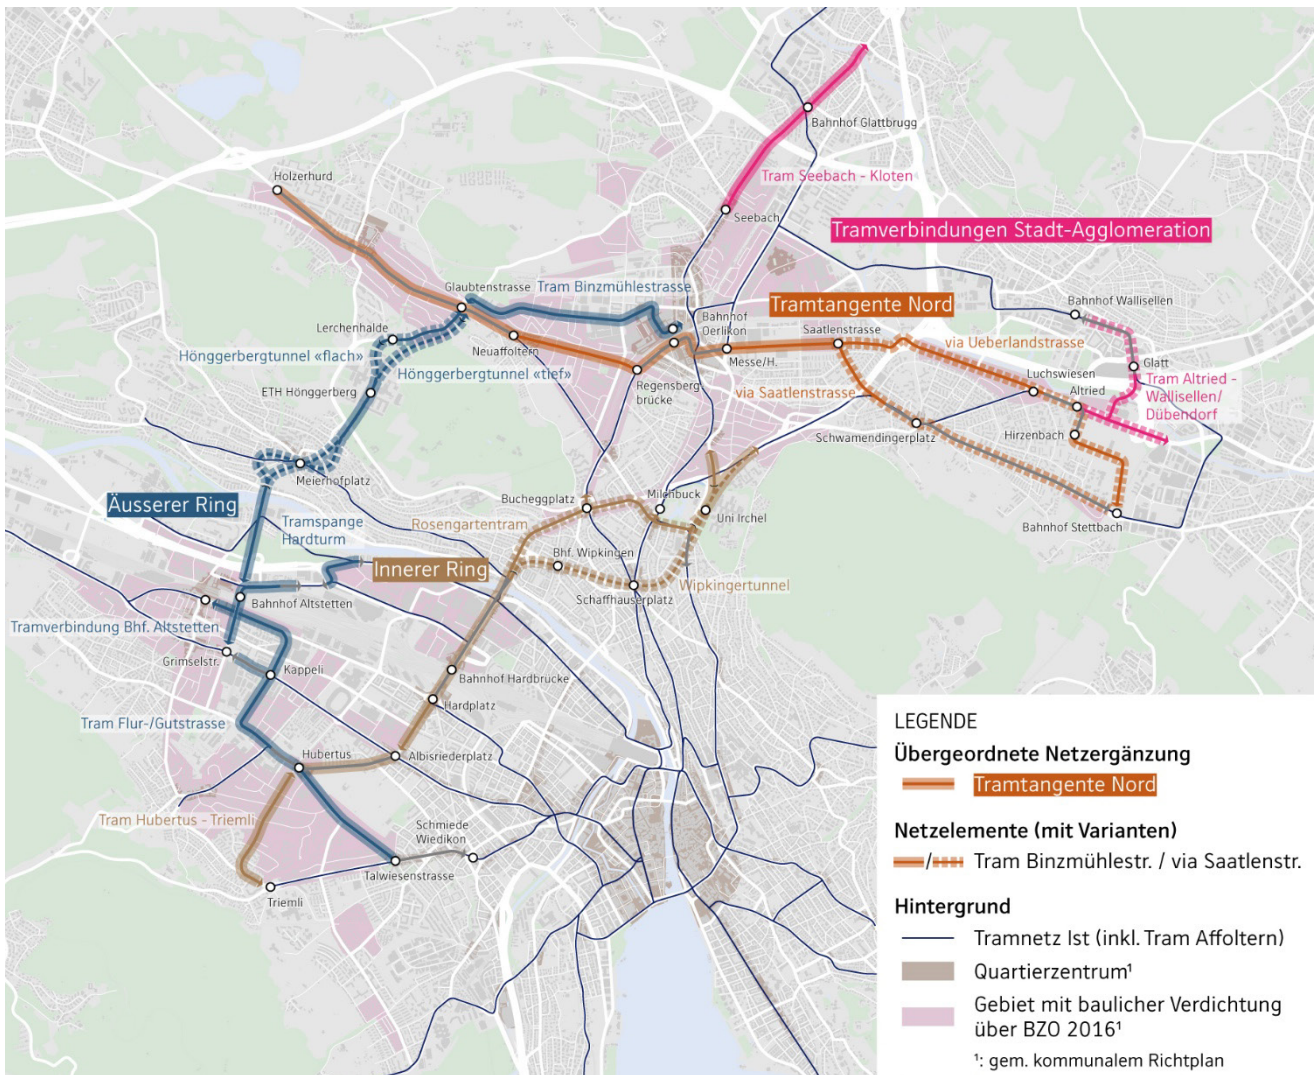 Bahnhof Glattbrugg
Tram Seebach - Kloten
Holzerhurd
Seebach
Tramverbindungen Stadt-Agglomeration
Glaubtenstrasse
Tram Binzmühlestrasse
Tramtangente Nord
Bahnhof Wallisellen
Lerchenhalde
Bahnhof
Oerlikon
Saatlenstrasse
via Ueberlandstrasse
Hönggerbergtunnel «flach»
Neuaffoltern
Messe/H.
Glatt
Hönggerbergtunnel «tief»
Luchswiesen
Tram Altried -
Wallisellen/
Dübendorf
ETH Hönggerberg
Regensberg
brücke
via Saatlenstrasse
Altried
Schwamendingerplatz
Hirzenbach
Meierhofplatz
Äusserer Ring
Bucheggplatz
Milchbuck
Uni Irchel
Bahnhof Stettbach
Tramspange
Hardturm
Rosengartentram
Innerer Ring
Bhf. Wipkingen
Wipkingertunnel
Schaffhauserplatz
Bahnhof Altstetten
Tramverbindung Bhf. Altstetten
Grimselstr.
Kappeli
Bahnhof Hardbrücke
Hardplatz
Tram Flur-/Gutstrasse
Hubertus
Albisriederplatz
Tram Hubertus - Triemli
Schmiede
Wiedikon
Talwiesenstrasse
Triemli
LEGENDE
Übergeordnete Netzergänzung
Tramtangente Nord
Netzelemente (mit Varianten)
/ Tram Binzmühlestr. / via Saatlenstr.
Hintergrund
Tramnetz Ist (inkl. Tram Affoltern)
Quartierzentrum¹
Gebiet mit baulicher Verdichtung
über BZO 2016¹
¹: gem. kommunalem Richtplan